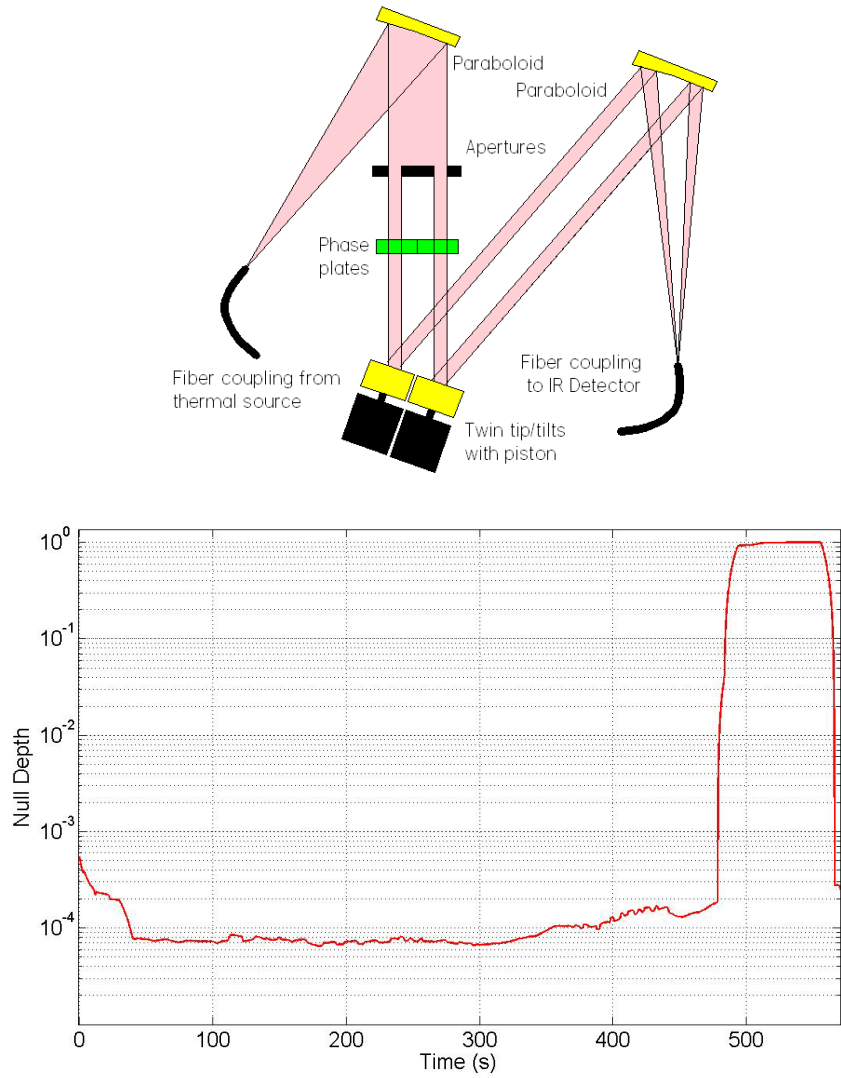 Paraboloid
Paraboloid
Apertures
Phase
plates
Fiber coupling from
thermal source
Fiber coupling
to IR Detector
Twin tip/tilts
with piston
10^0
10^-1
10^-2
10^-3
10^-4
Null Depth
0 100 200 300 400 500
Time (s)